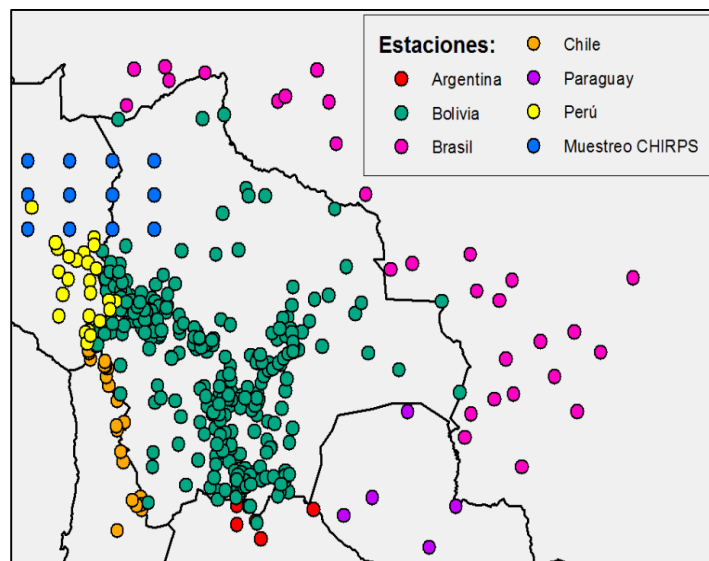 Estaciones:
Argentina
Bolivia
Brasil
Chile
Paraguay
Perú
Muestreo CHIRPS